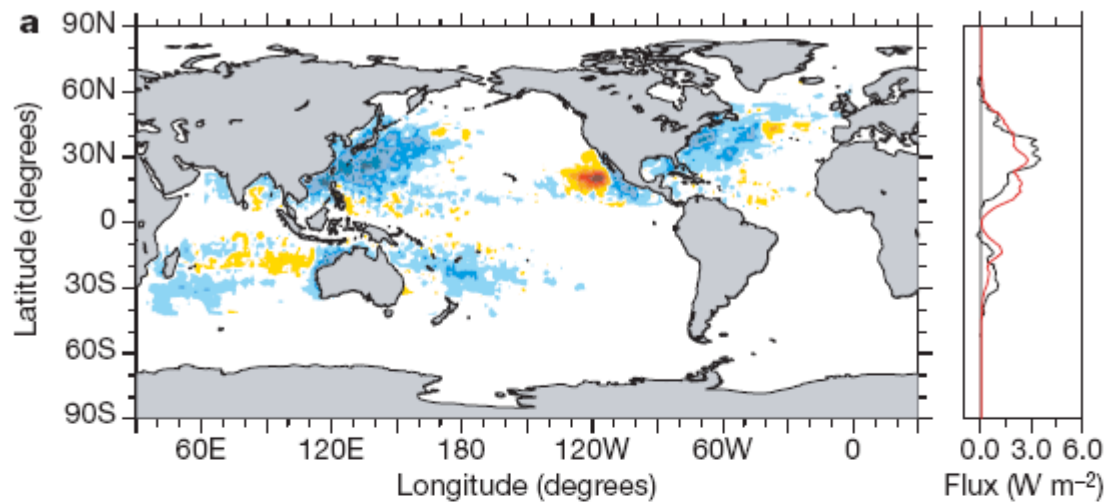 a
90N
60N
30N
0
30S
60S
90S
Latitude (degrees)
60E 120E 180 120W 60W 0
Longitude (degrees)
0.0 3.0 6.0
Flux (W m⁻²)